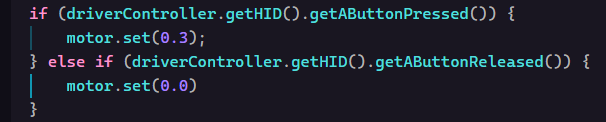 if (driverController.getHID().getAButtonPressed()) {
    motor.set(0.3);
} else if (driverController.getHID().getAButtonReleased()) {
    motor.set(0.0)
}